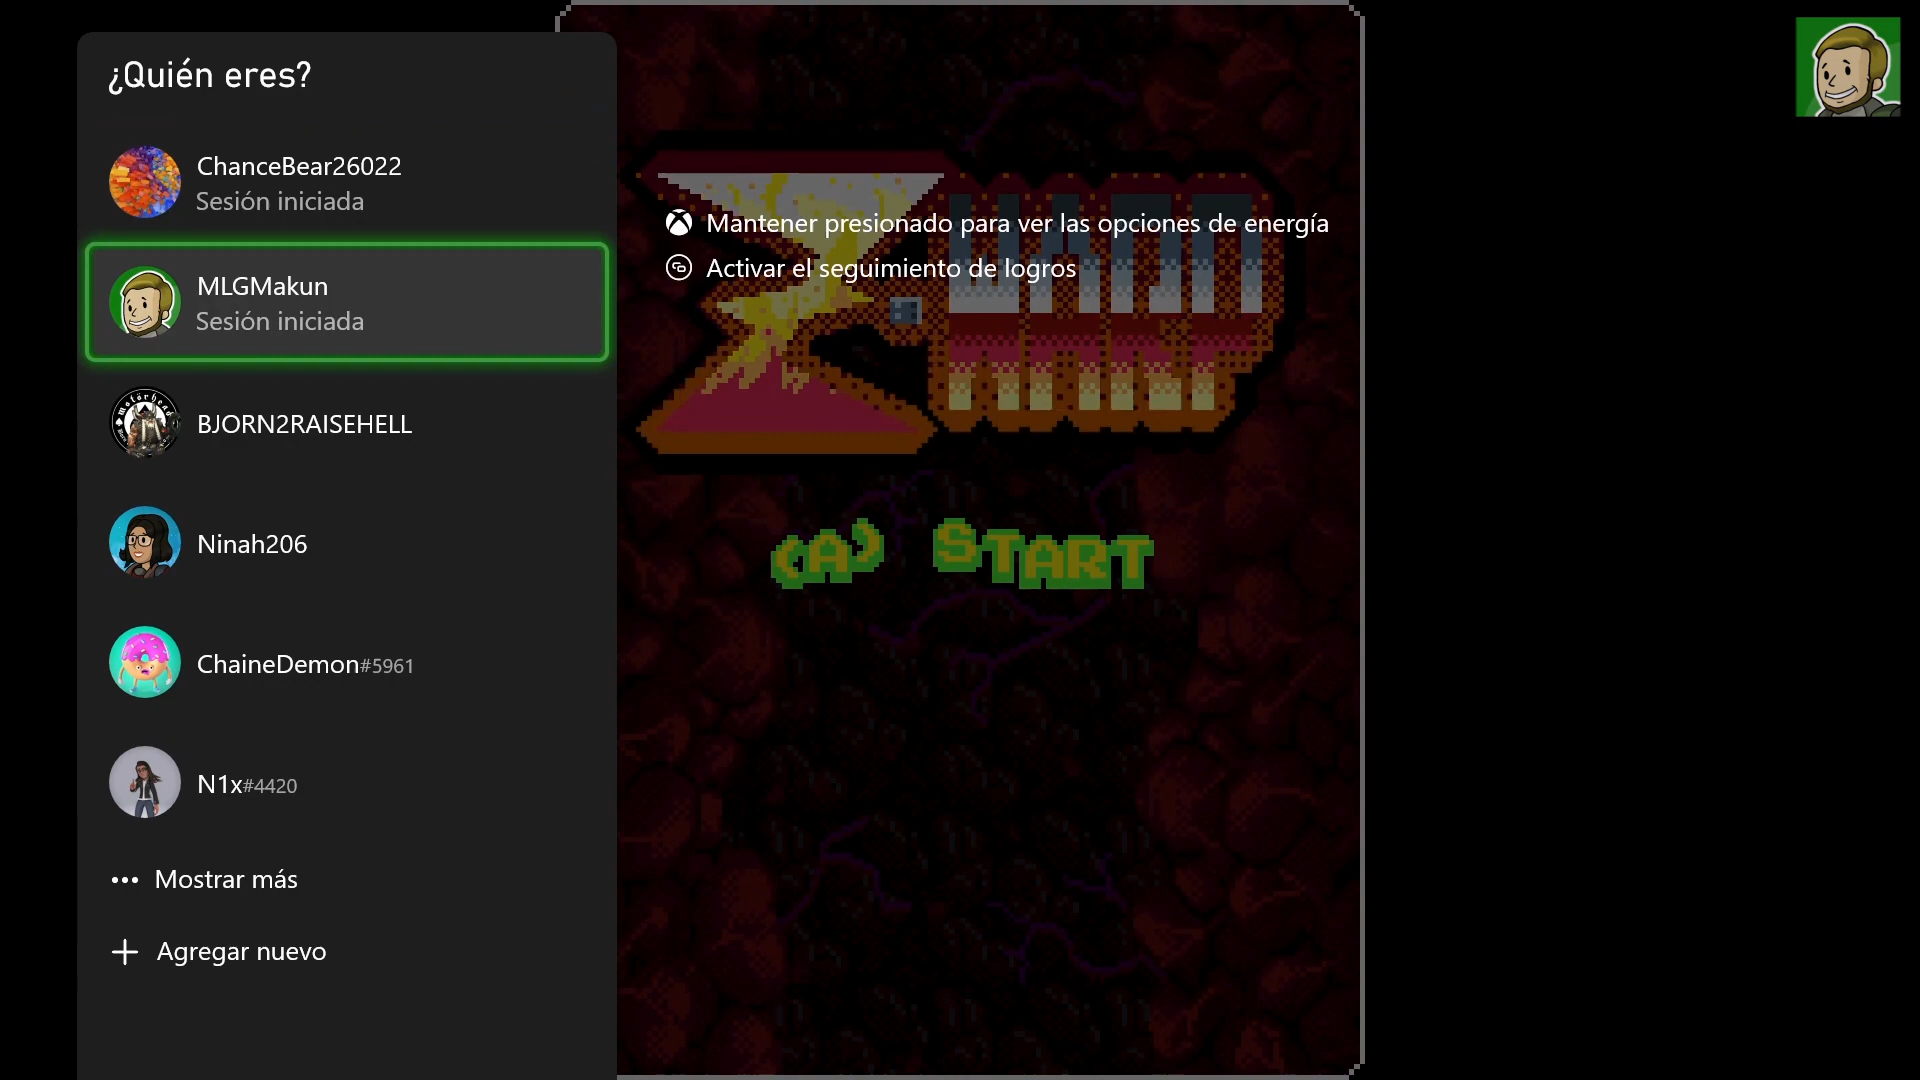 ¿Quién eres?
ChanceBear26022
Sesión iniciada
MLGMakun
Sesión iniciada
BJORN2RAISEHELL
Ninah206
ChaineDemon#5961
N1x#4420
Mostrar más
Agregar nuevo
Mantener presionado para ver las opciones de energía
Activar el seguimiento de logros
(A) START